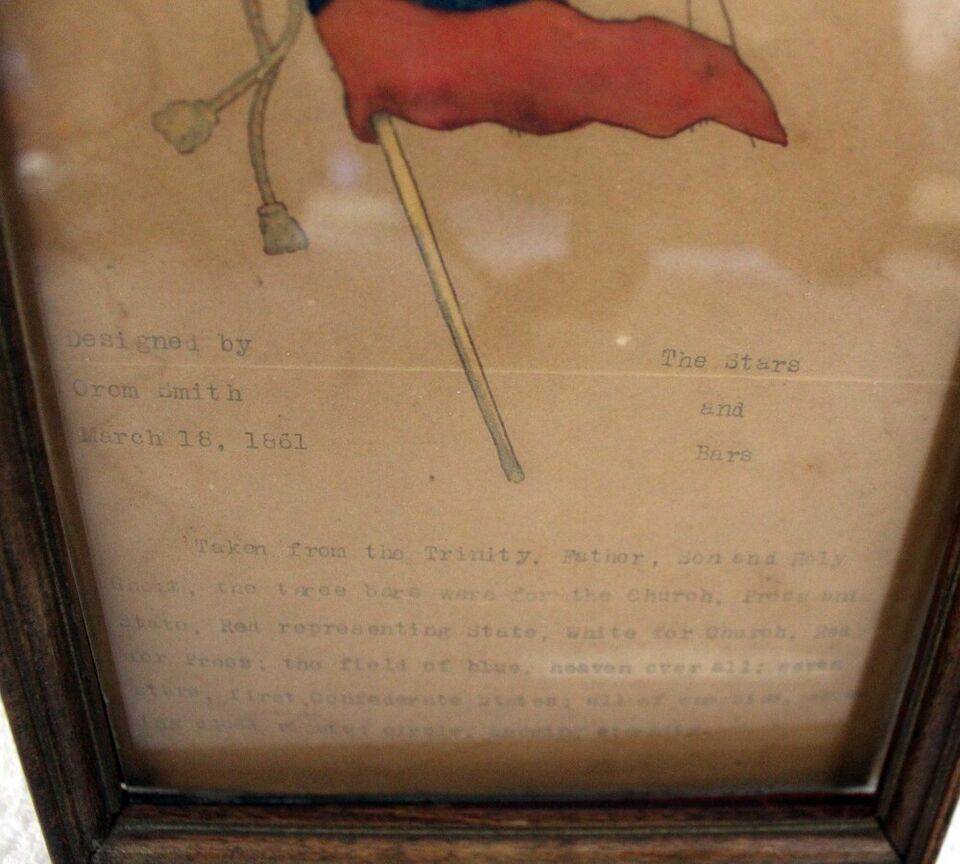 Designed by
Orom Smith
March 18, 1861
The Stars
and
Bars
Taken from the Trinity, Father, Son and Holy
Ghost, the three bars were for the Church, Press and
State, Red representing State, white for Church, Red
for Press; the field of blue, heaven over all; seven
stars, first Confederate states; all of one size,
equal circle,